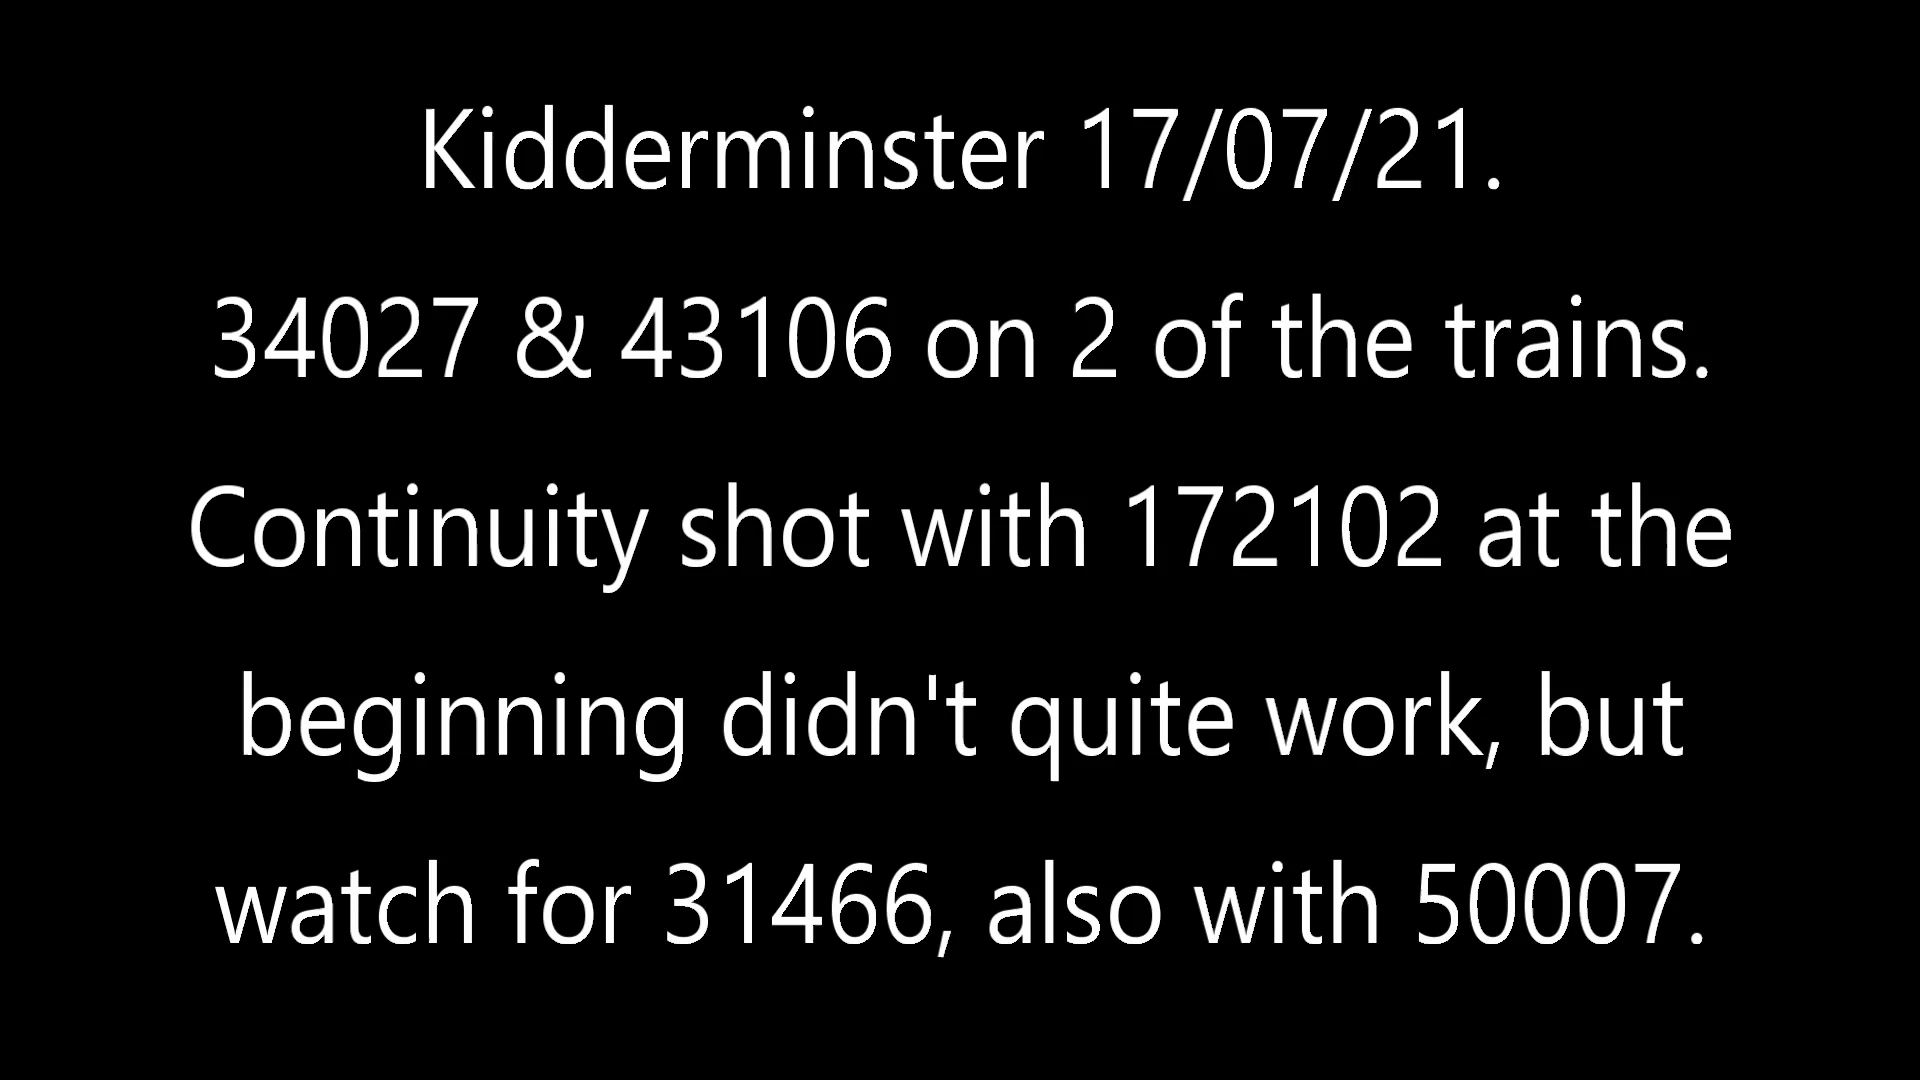 Kidderminster 17/07/21.
34027 & 43106 on 2 of the trains.
Continuity shot with 172102 at the
beginning didn't quite work, but
watch for 31466, also with 50007.